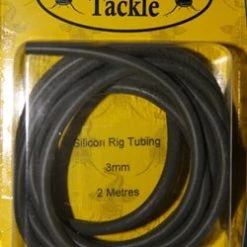 Tackle
Silicon Rig Tubing
3mm
2 Metres